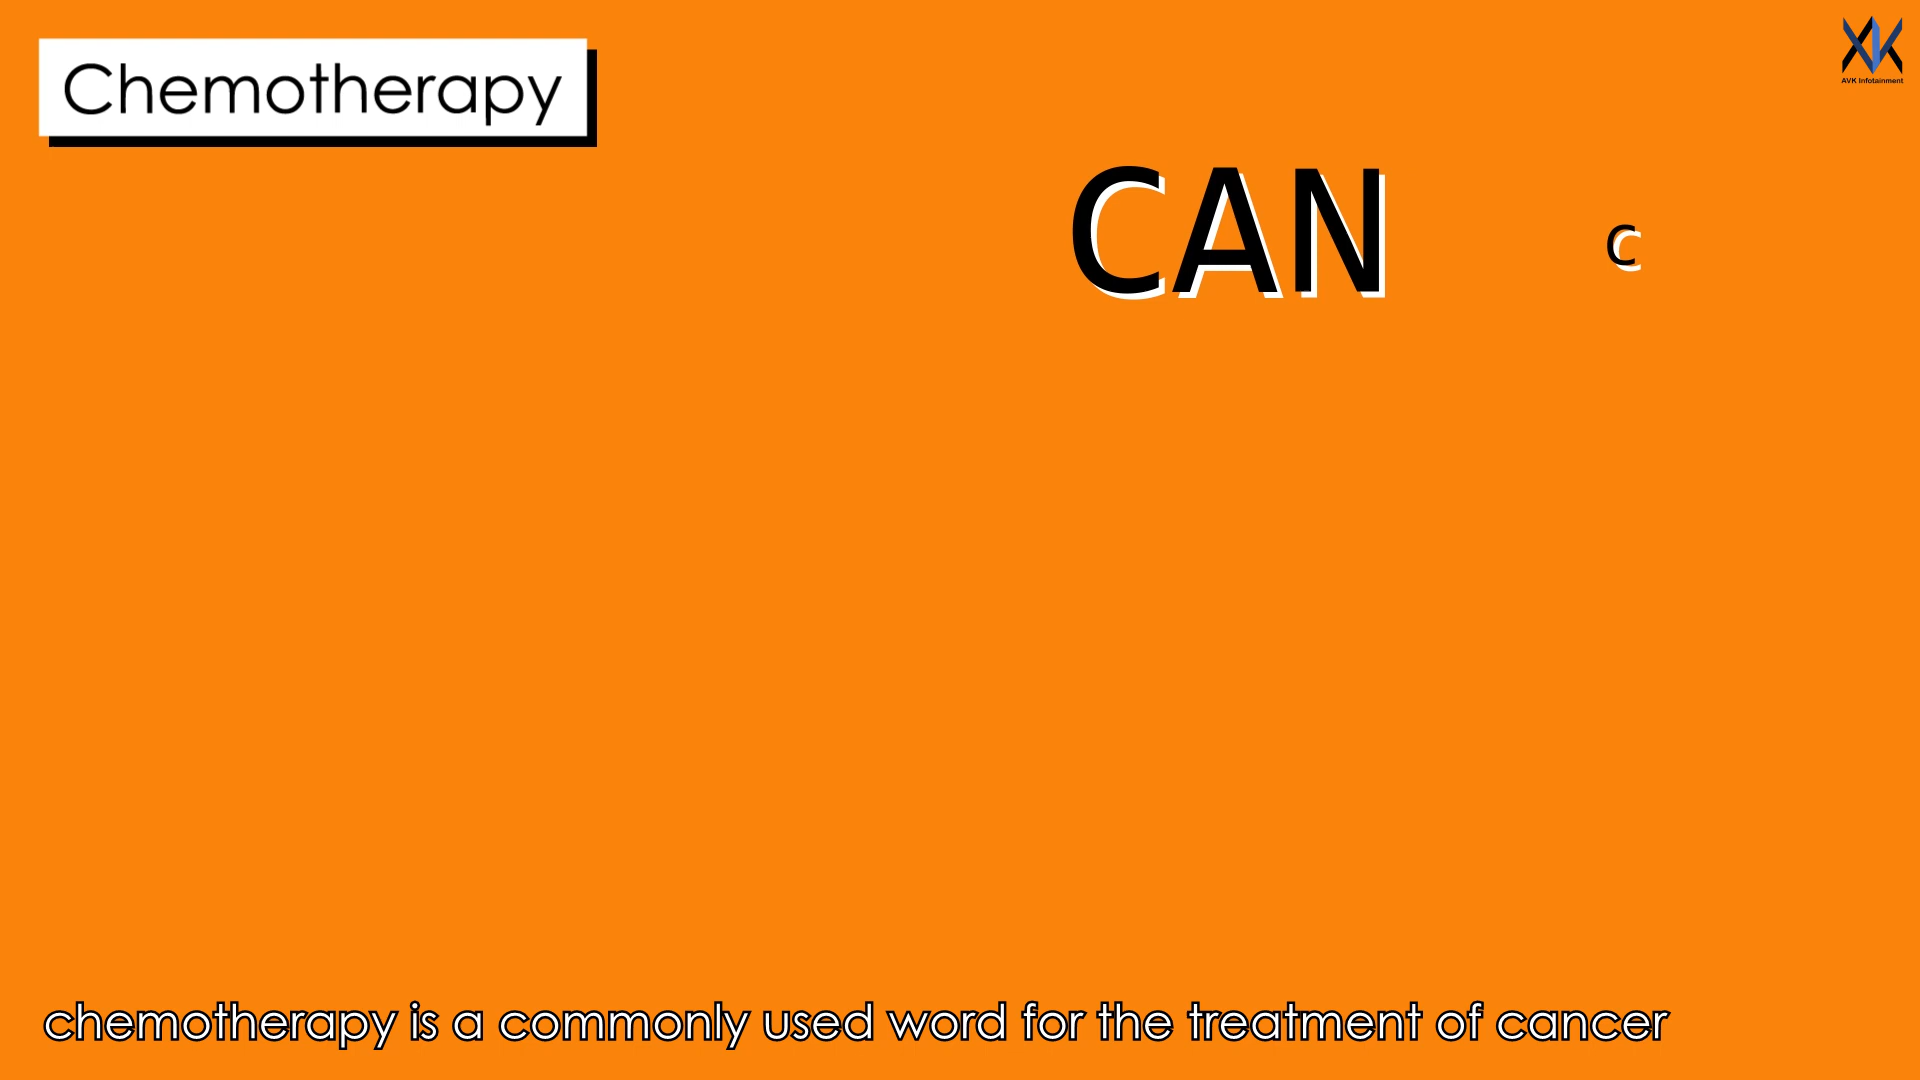 Chemotherapy
AVK Infotainment
CAN C
chemotherapy is a commonly used word for the treatment of cancer